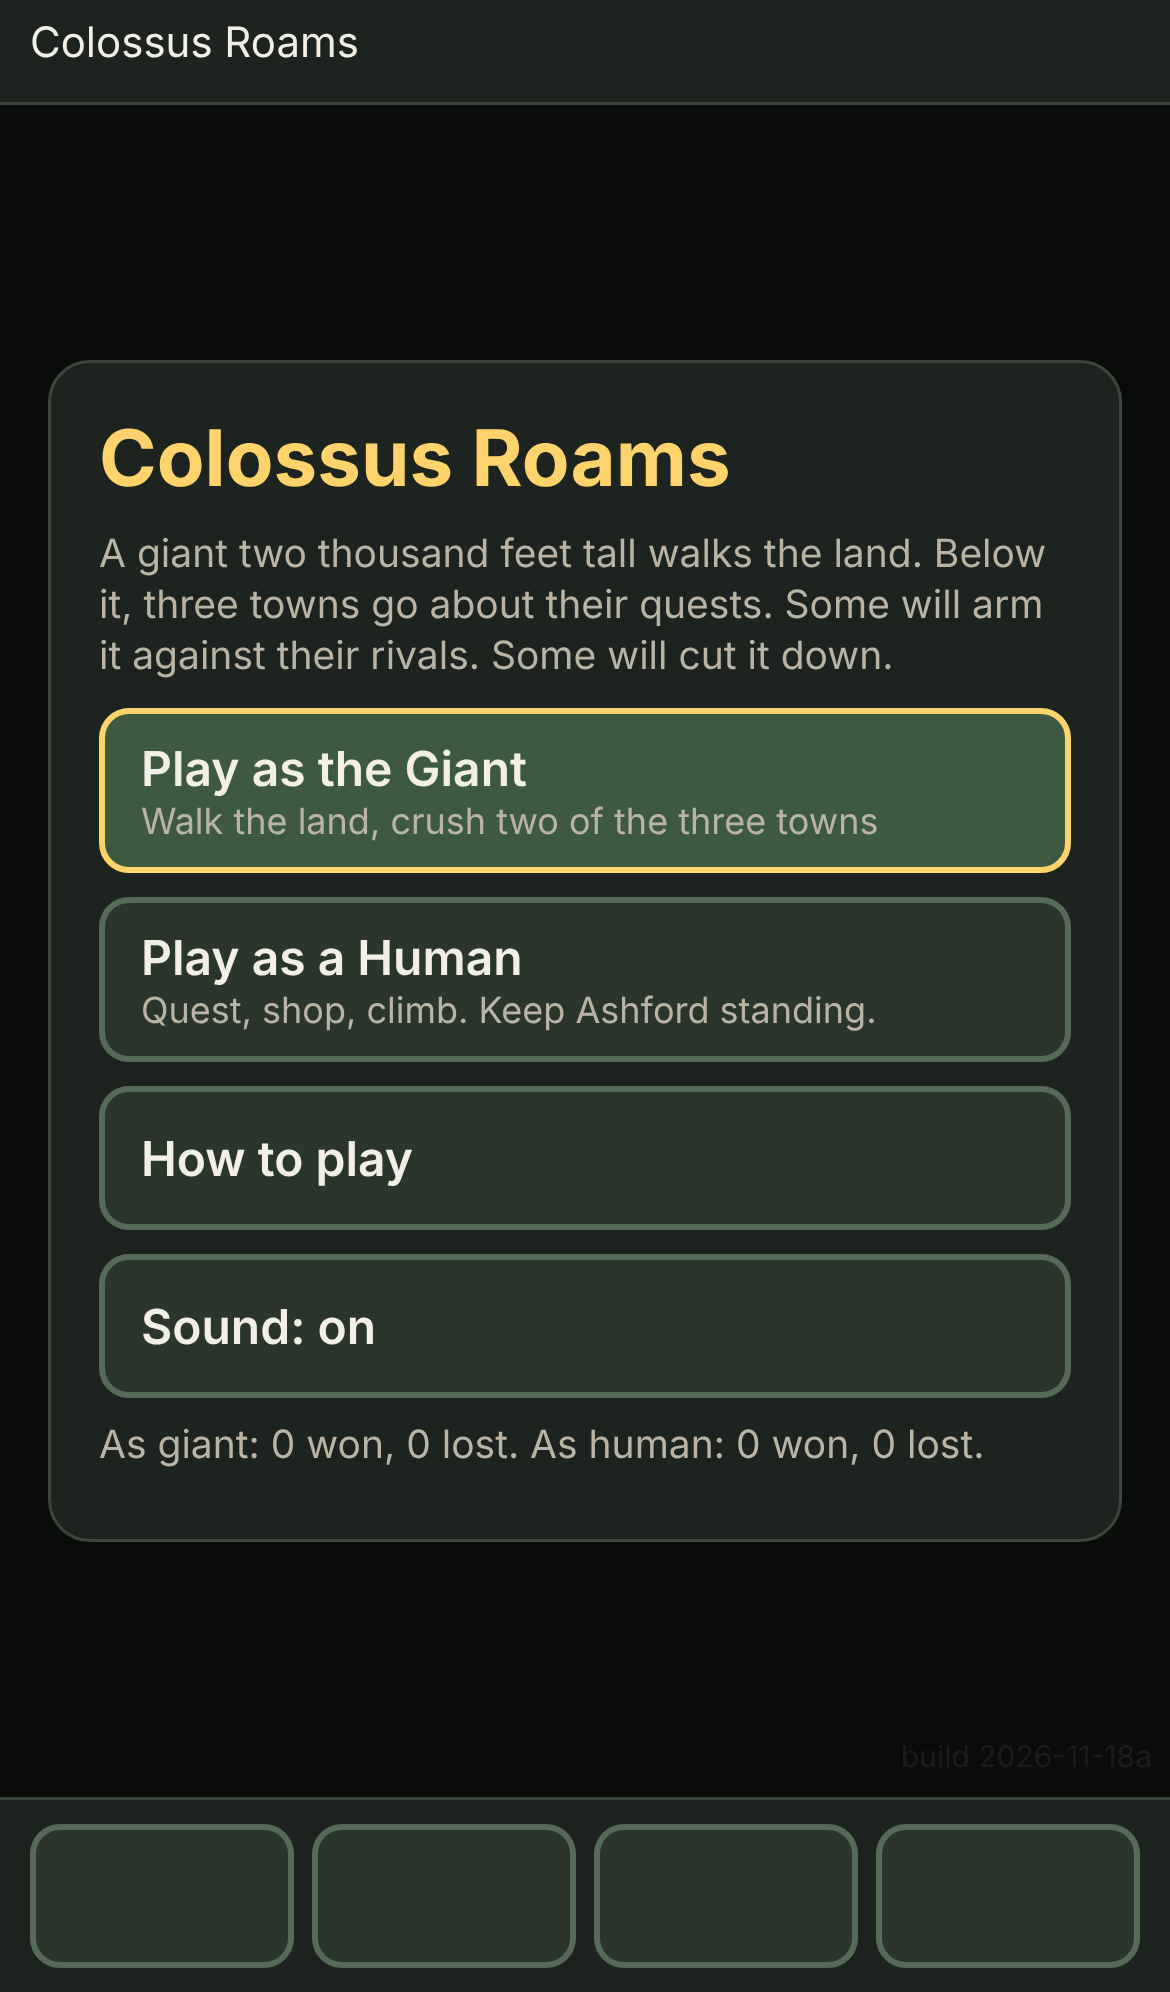 Colossus Roams
Colossus Roams
A giant two thousand feet tall walks the land. Below
it, three towns go about their quests. Some will arm
it against their rivals. Some will cut it down.
Play as the Giant
Walk the land, crush two of the three towns
Play as a Human
Quest, shop, climb. Keep Ashford standing.
How to play
Sound: on
As giant: 0 won, 0 lost. As human: 0 won, 0 lost.
build 2026-11-18a